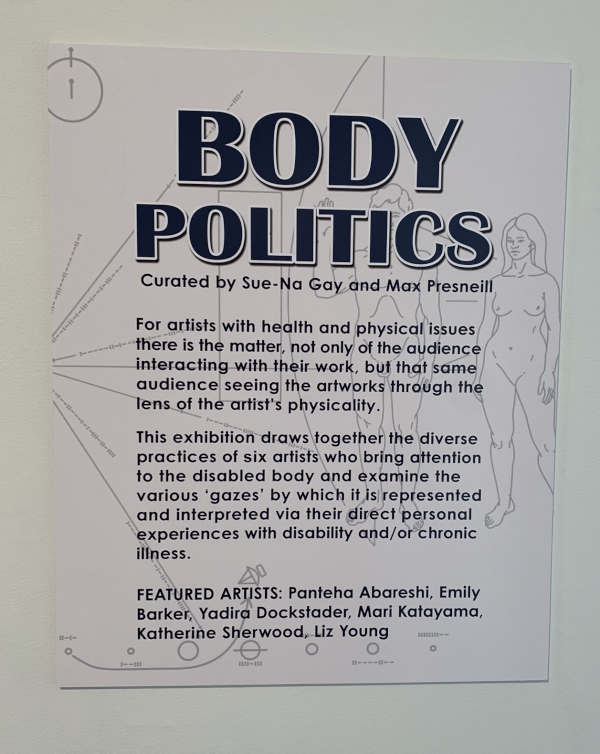 BODY
POLITICS
Curated by Sue-Na Gay and Max Presneill
For artists with health and physical issues
there is the matter, not only of the audience
interacting with their work, but that same
audience seeing the artworks through the
lens of the artist's physicality.
This exhibition draws together the diverse
practices of six artists who bring attention
to the disabled body and examine the
various ‘gazes’ by which it is represented
and interpreted via their direct personal
experiences with disability and/or chronic
illness.
FEATURED ARTISTS: Panteha Abareshi, Emily
Barker, Yadira Dockstader, Mari Katayama,
Katherine Sherwood, Liz Young